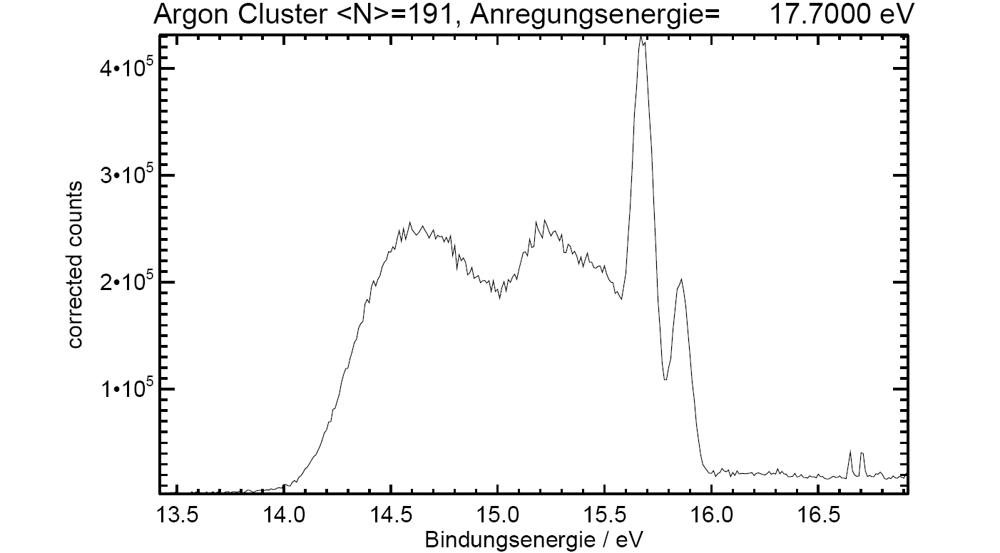 Argon Cluster <N>=191, Anregungsenergie= 17.7000 eV
4•10⁵
3•10⁵
2•10⁵
1•10⁵
corrected counts
13.5 14.0 14.5 15.0 15.5 16.0 16.5
Bindungsenergie / eV